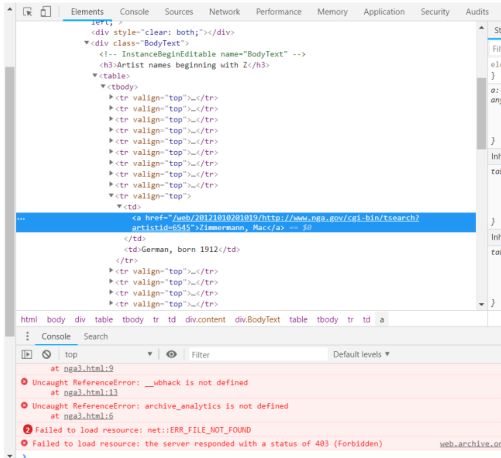 Elements Console Sources Network Performance Memory Application Security Audits
left; >
<div style="clear: both;"></div>
<div class="BodyText">
<!-- InstanceBeginEditable name="BodyText" -->
<h3>Artist names beginning with Z</h3>
<table>
<tbody>
<tr valign="top">…</tr>
<tr valign="top">…</tr>
<tr valign="top">…</tr>
<tr valign="top">…</tr>
<tr valign="top">…</tr>
<tr valign="top">…</tr>
<tr valign="top">…</tr>
<tr valign="top">…</tr>
<tr valign="top">…</tr>
<tr valign="top">
<td>
<a href="/web/20121010201019/http://www.nga.gov/cgi-bin/tsearch?
artistid=6545">Zimmermann, Mac</a> == $0
</td>
<td>German, born 1912</td>
</tr>
<tr valign="top">…</tr>
<tr valign="top">…</tr>
<tr valign="top">…</tr>
<tr valign="top">…</tr>
html body div table tbody tr td div.content div.BodyText table tbody tr td a
Console Search
top Filter Default levels ▼
at nga3.html:9
Uncaught ReferenceError: __wbhack is not defined
at nga3.html:13
Uncaught ReferenceError: archive_analytics is not defined
at nga3.html:6
2 Failed to load resource: net::ERR_FILE_NOT_FOUND
Failed to load resource: the server responded with a status of 403 (Forbidden) web.archive.or